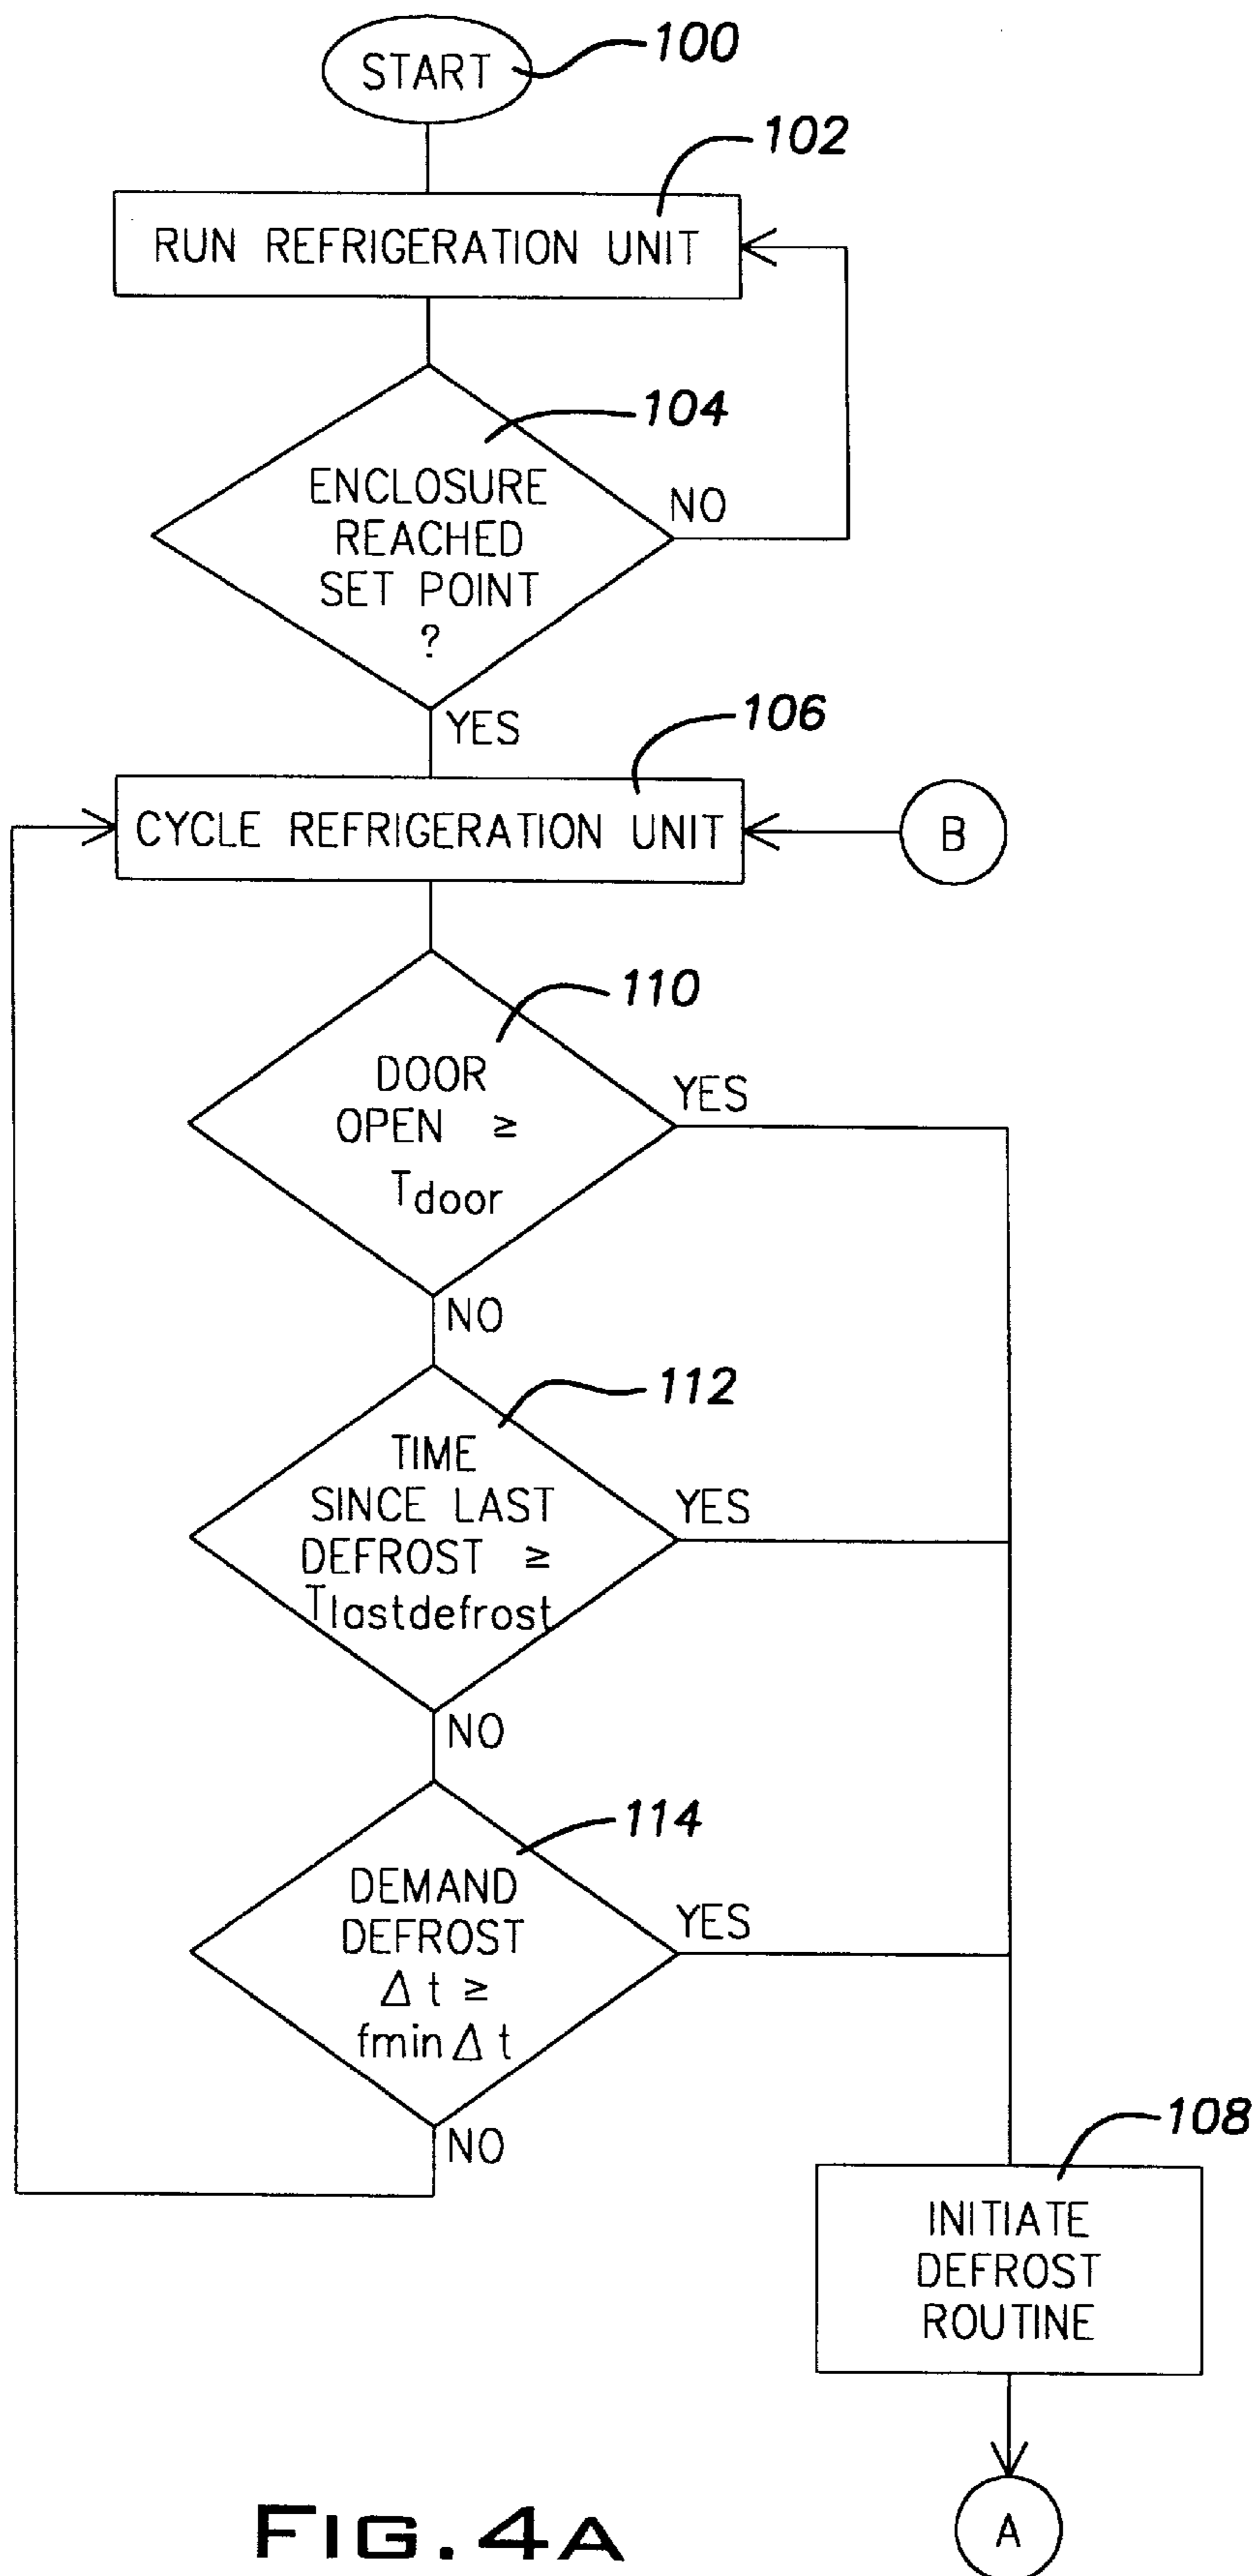 START
100
102
RUN REFRIGERATION UNIT
104
ENCLOSURE
REACHED
SET POINT
?
NO
YES
106
CYCLE REFRIGERATION UNIT
B
110
DOOR
OPEN ≥
Tdoor
YES
NO
112
TIME
SINCE LAST
DEFROST ≥
Tlastdefrost
YES
NO
114
DEMAND
DEFROST
Δ t ≥
fmin Δ t
YES
NO
108
INITIATE
DEFROST
ROUTINE
A
FIG. 4A